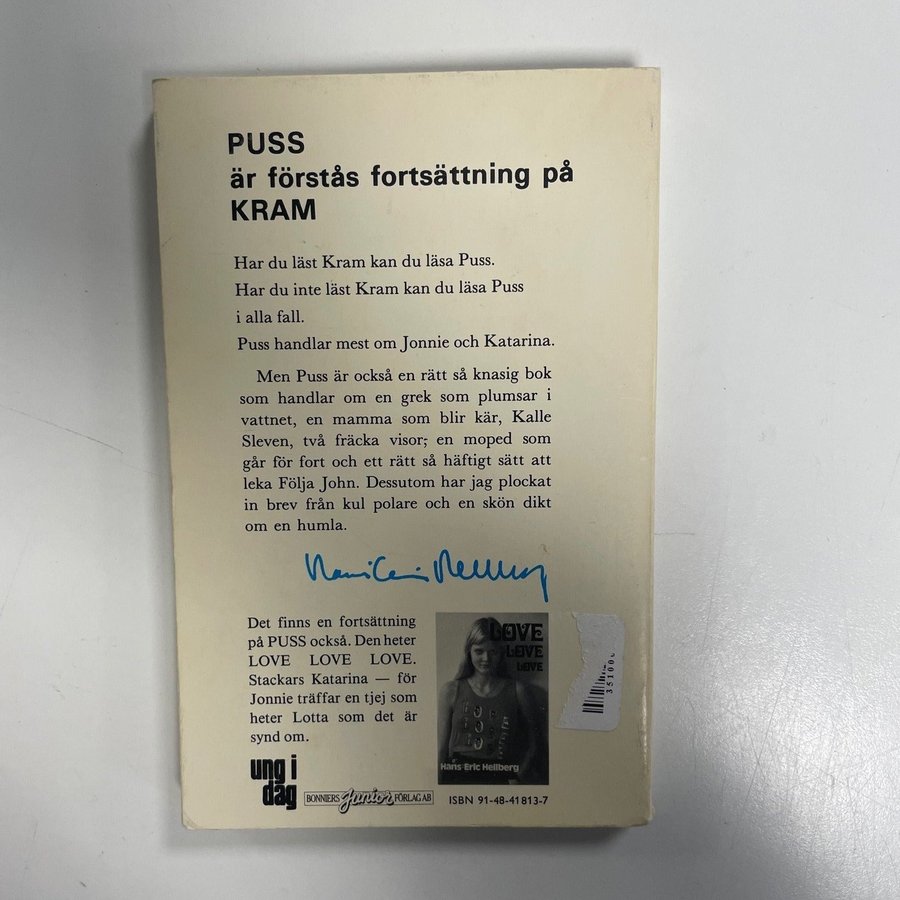 PUSS
är förstås fortsättning på
KRAM
Har du läst Kram kan du läsa Puss.
Har du inte läst Kram kan du läsa Puss
i alla fall.
Puss handlar mest om Jonnie och Katarina.
Men Puss är också en rätt så knasig bok
som handlar om en grek som plumsar i
vattnet, en mamma som blir kär, Kalle
Sleven, två fräcka visor; en moped som
går för fort och ett rätt så häftigt sätt att
leka Följa John. Dessutom har jag plockat
in brev från kul polare och en skön dikt
om en humla.
Det finns en fortsättning
på PUSS också. Den heter
LOVE LOVE LOVE.
Stackars Katarina — för
Jonnie träffar en tjej som
heter Lotta som det är
synd om.
LOVE
LOVE
LOVE
Hans-Eric Hellberg
ung i
dag
BONNIERS Junior FÖRLAG AB
ISBN 91-48-41813-7